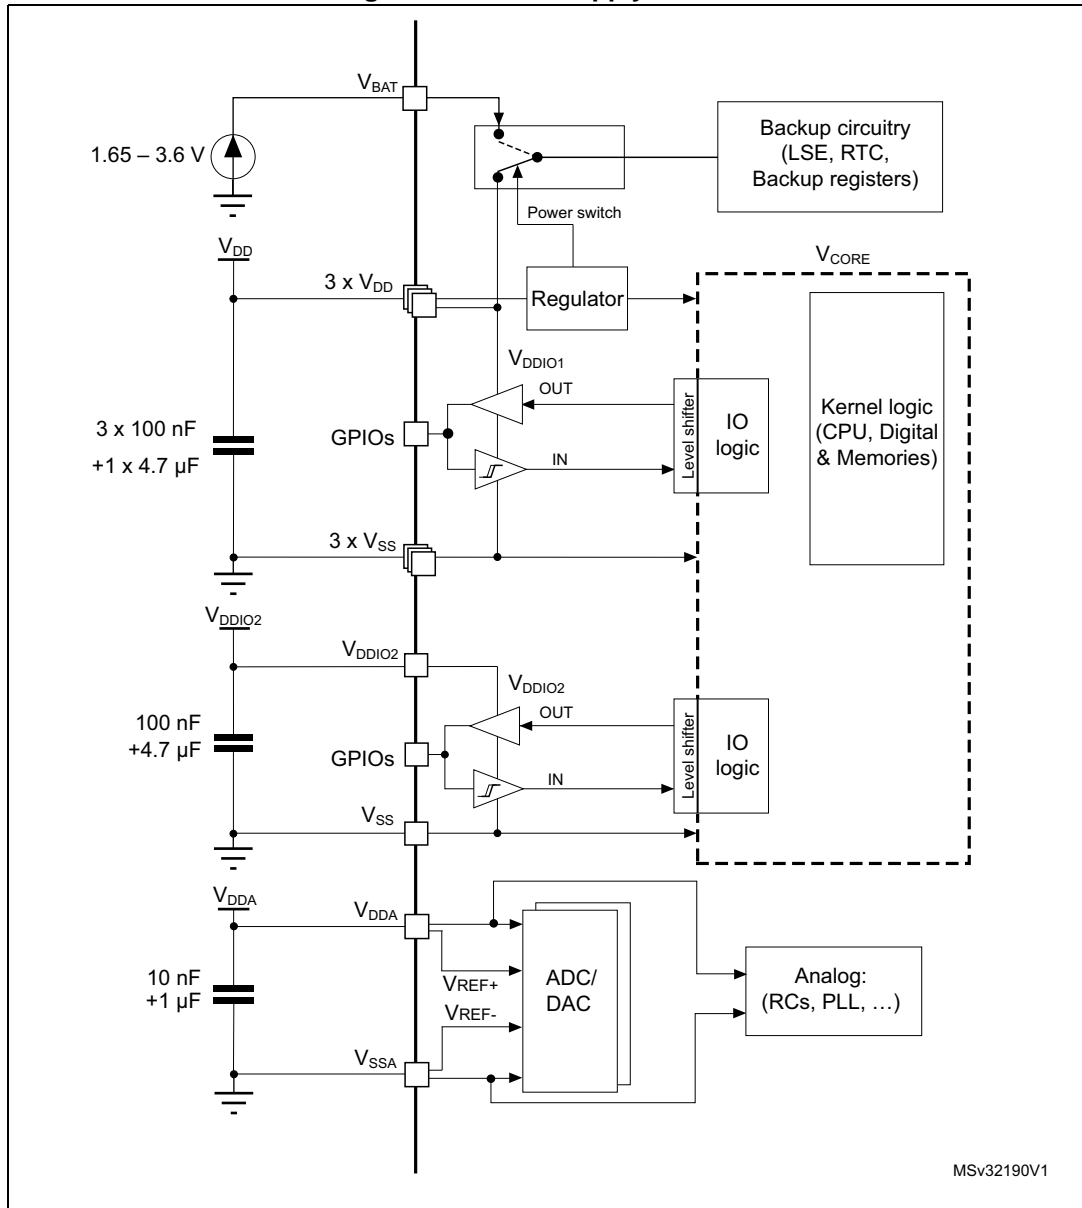 VBAT
1.65 – 3.6 V
Backup circuitry
(LSE, RTC,
Backup registers)
Power switch
VDD
3 x VDD
Regulator
VCORE
VDDIO1
OUT
3 x 100 nF
+1 x 4.7 µF
GPIOs
IN
Level shifter
IO
logic
Kernel logic
(CPU, Digital
& Memories)
3 x VSS
VDDIO2
VDDIO2
VDDIO2
OUT
100 nF
+4.7 µF
GPIOs
IN
Level shifter
IO
logic
VSS
VDDA
VDDA
10 nF
+1 µF
VREF+
VREF-
ADC/
DAC
Analog:
(RCs, PLL, …)
VSSA
MSv32190V1